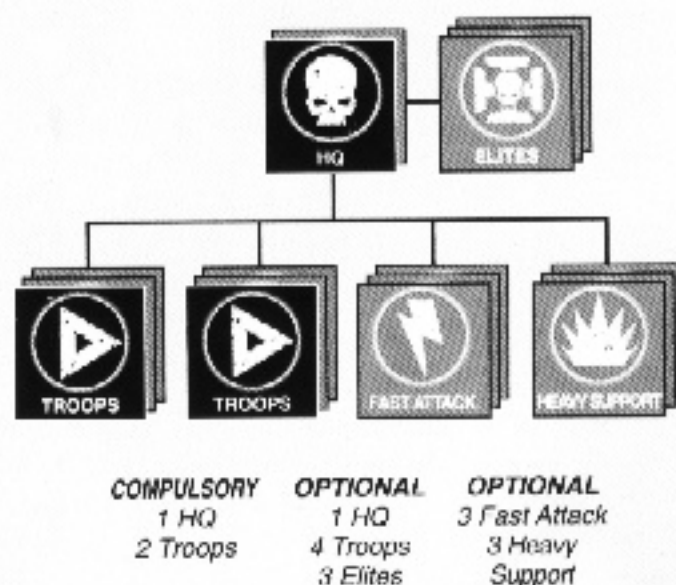 HQ
ELITES
TROOPS
TROOPS
FAST ATTACK
HEAVY SUPPORT
COMPULSORY
1 HQ
2 Troops
OPTIONAL
1 HQ
4 Troops
3 Elites
OPTIONAL
3 Fast Attack
3 Heavy
Support